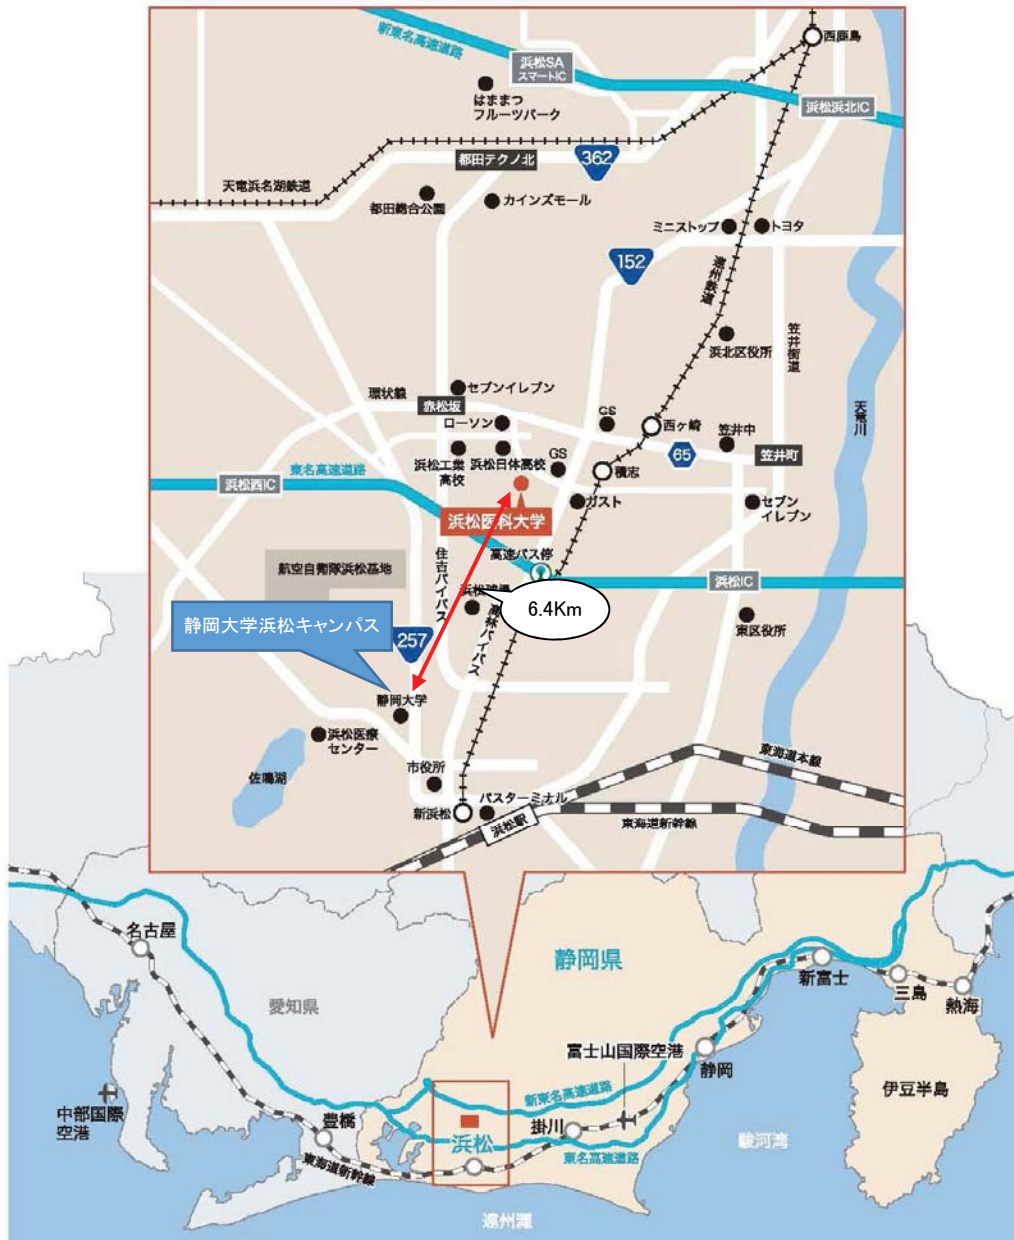 新東名高速道路
浜松SA
スマートIC
西鹿島
はままつ
フルーツパーク
浜松浜北IC
都田テクノ北
362
天竜浜名湖鉄道
都田総合公園
カインズモール
ミニストップ
トヨタ
152
遠州鉄道
笠井街道
浜北区役所
天竜川
環状線
セブンイレブン
赤松坂
ローソン
GS
西ヶ崎
笠井中
65
笠井町
浜松工業
高校
浜松日体高校
GS
積志
東名高速道路
浜松西IC
浜松医科大学
ガスト
セブン
イレブン
高速バス停
住吉バイパス
航空自衛隊浜松基地
浜松IC
浜松球場
6.4Km
高林バイパス
東区役所
静岡大学浜松キャンパス
257
静岡大学
浜松医療
センター
佐鳴湖
市役所
東海道本線
新浜松
バスターミナル
浜松駅
東海道新幹線
名古屋
静岡県
新富士
三島
熱海
愛知県
富士山国際空港
静岡
伊豆半島
中部国際
空港
新東名高速道路
豊橋
浜松
掛川
駿河湾
東海道新幹線
東名高速道路
遠州灘